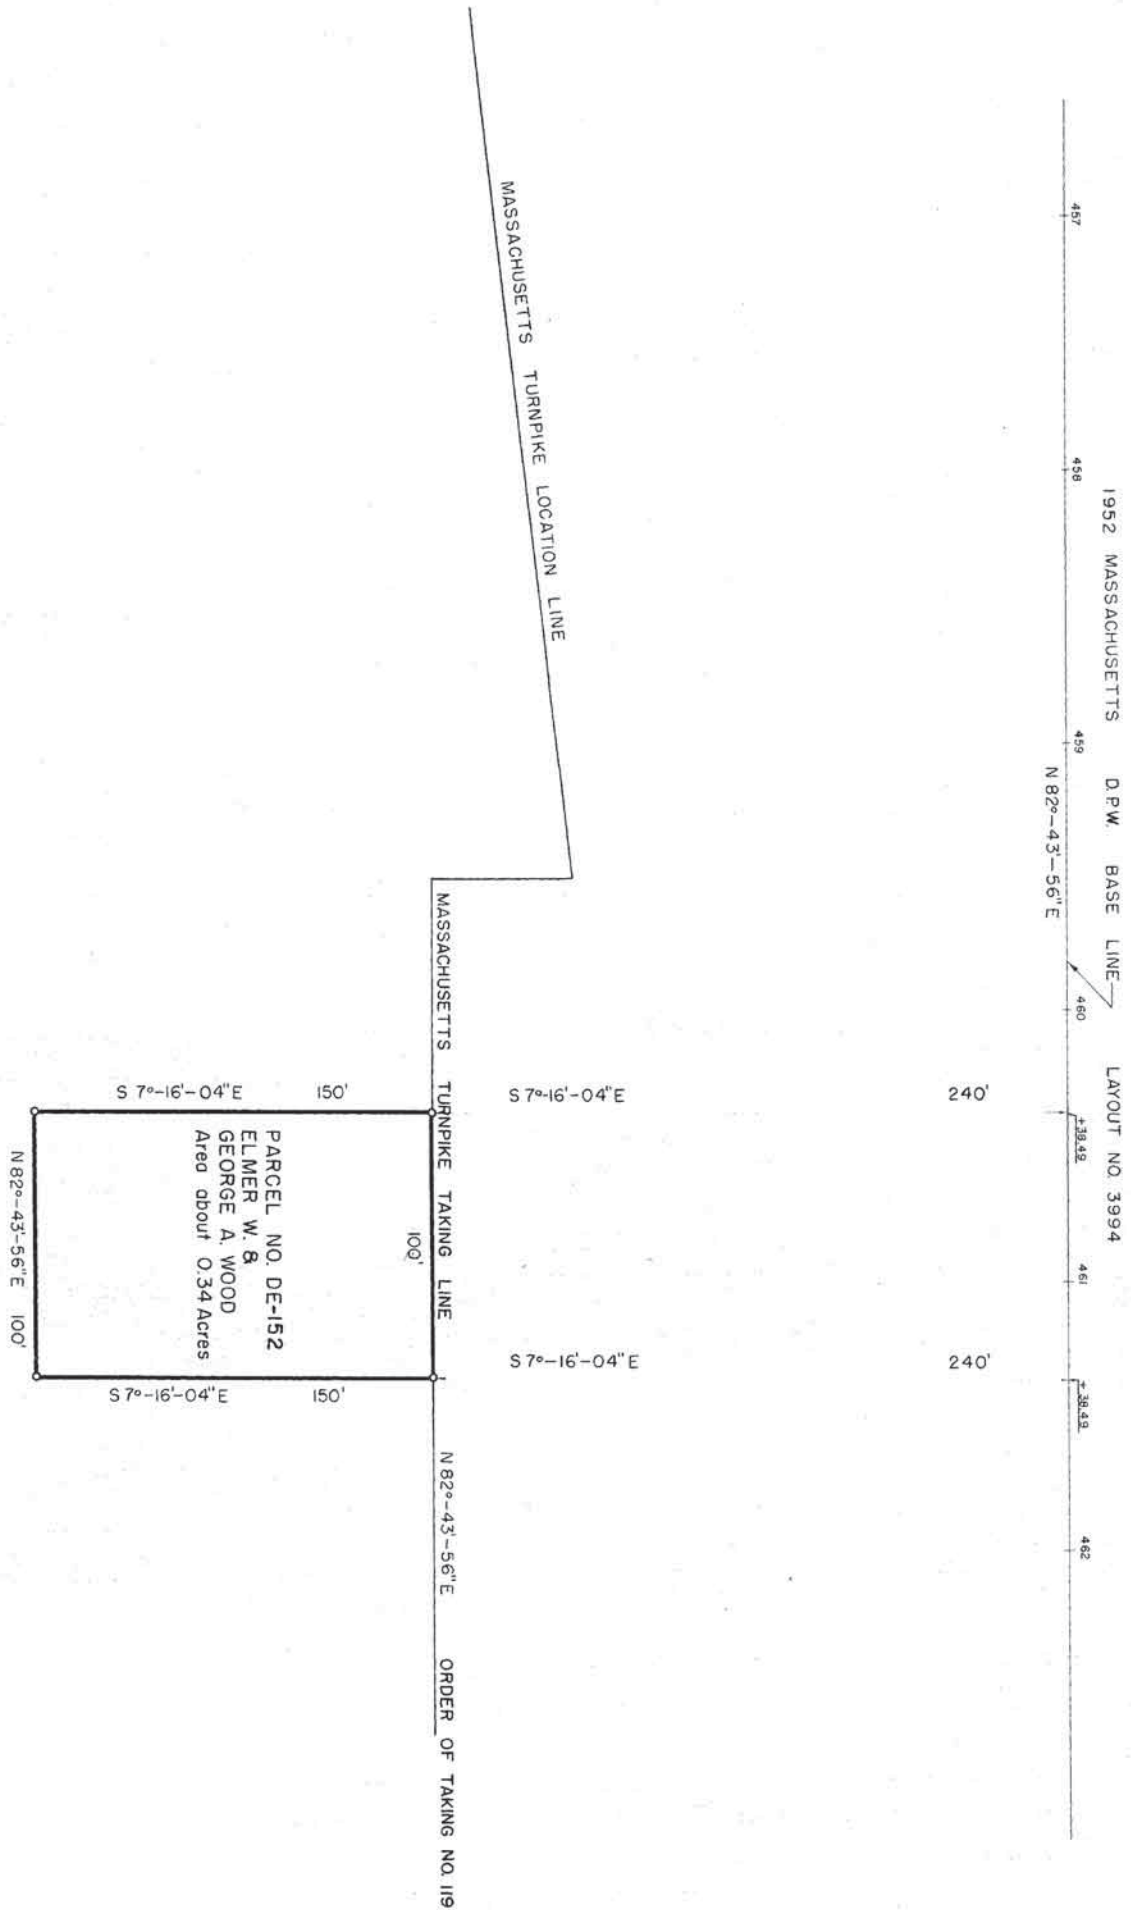 1952 MASSACHUSETTS D.P.W. BASE LINE LAYOUT NO. 3994
457
458
459
460
+38.49
461
+38.49
462
N 82°-43'-56"E
240'
240'
S 7°-16'-04"E
S 7°-16'-04"E
MASSACHUSETTS TURNPIKE LOCATION LINE
MASSACHUSETTS TURNPIKE TAKING LINE
N 82°-43'-56"E ORDER OF TAKING NO. 119
100'
S 7°-16'-04"E 150'
PARCEL NO. DE-152
ELMER W. &
GEORGE A. WOOD
Area about 0.34 Acres
S 7°-16'-04"E 150'
N 82°-43'-56"E 100'